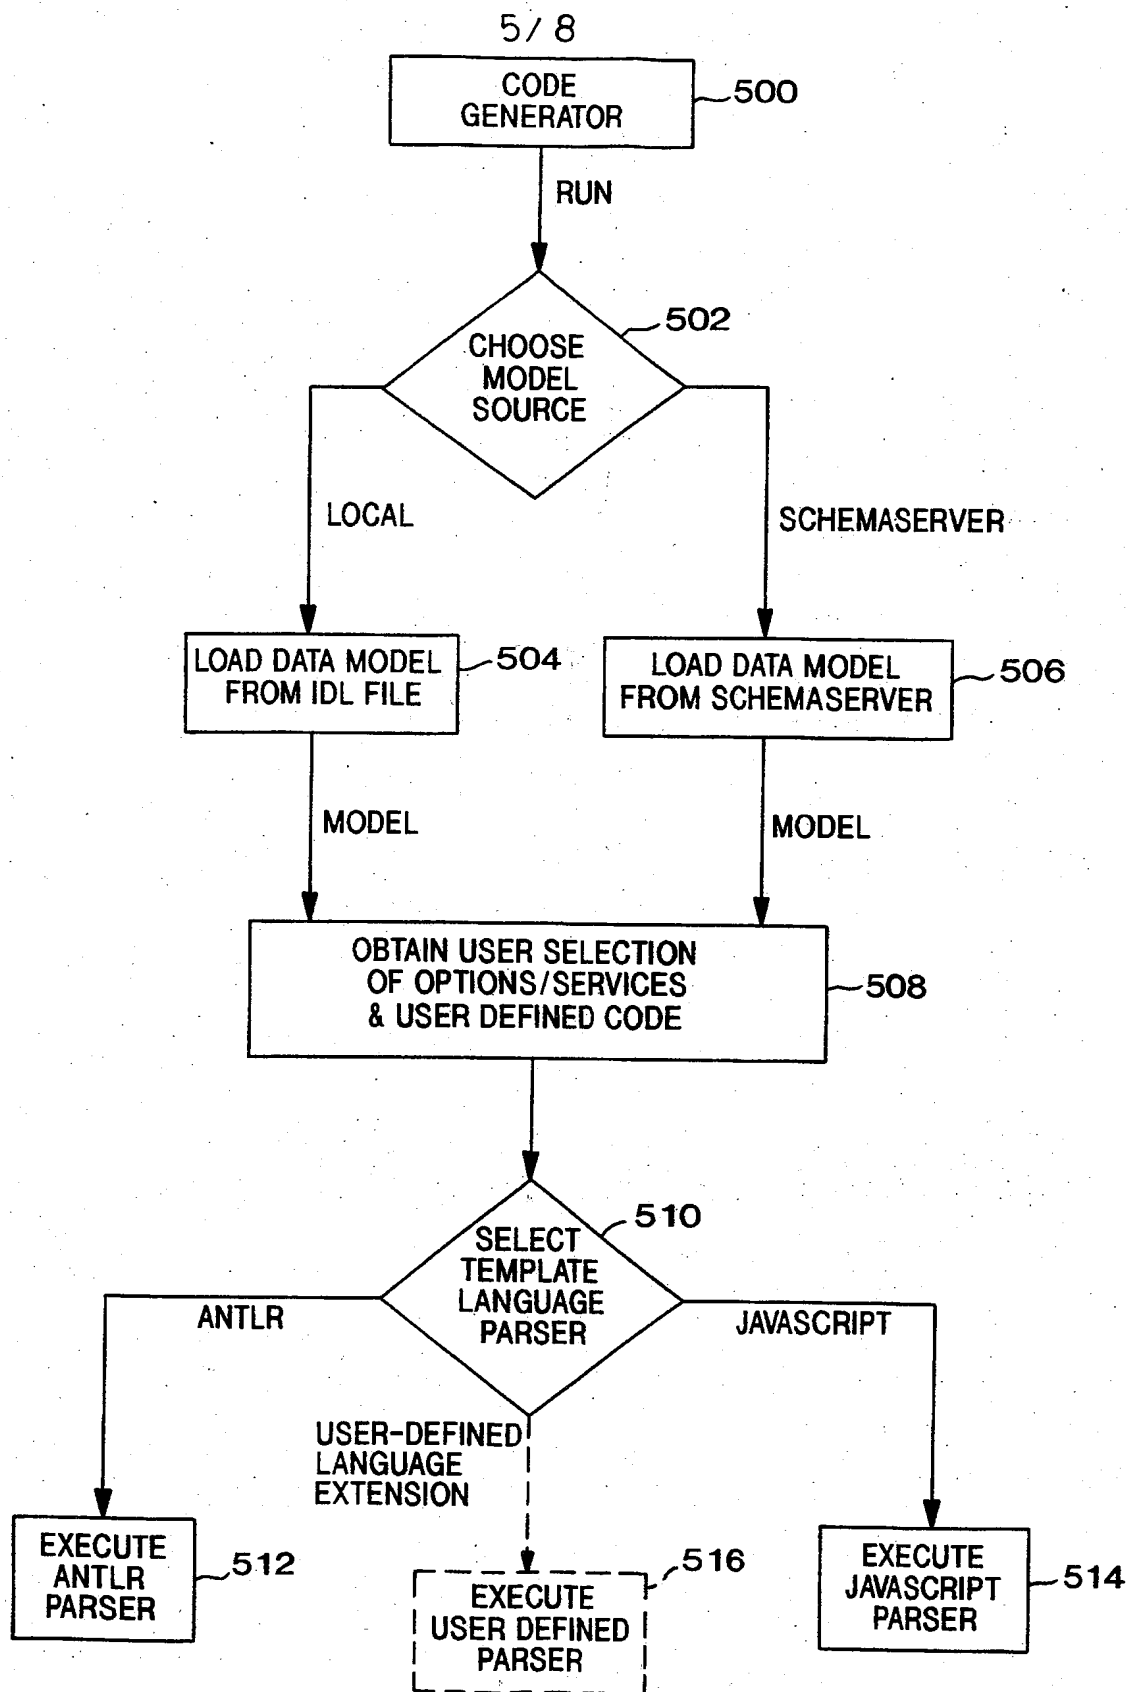 5/8
CODE
GENERATOR
500
RUN
502
CHOOSE
MODEL
SOURCE
LOCAL
SCHEMASERVER
LOAD DATA MODEL
FROM IDL FILE
504
LOAD DATA MODEL
FROM SCHEMASERVER
506
MODEL
MODEL
OBTAIN USER SELECTION
OF OPTIONS/SERVICES
& USER DEFINED CODE
508
510
SELECT
TEMPLATE
LANGUAGE
PARSER
ANTLR
JAVASCRIPT
USER-DEFINED
LANGUAGE
EXTENSION
EXECUTE
ANTLR
PARSER
512
516
EXECUTE
USER DEFINED
PARSER
EXECUTE
JAVASCRIPT
PARSER
514